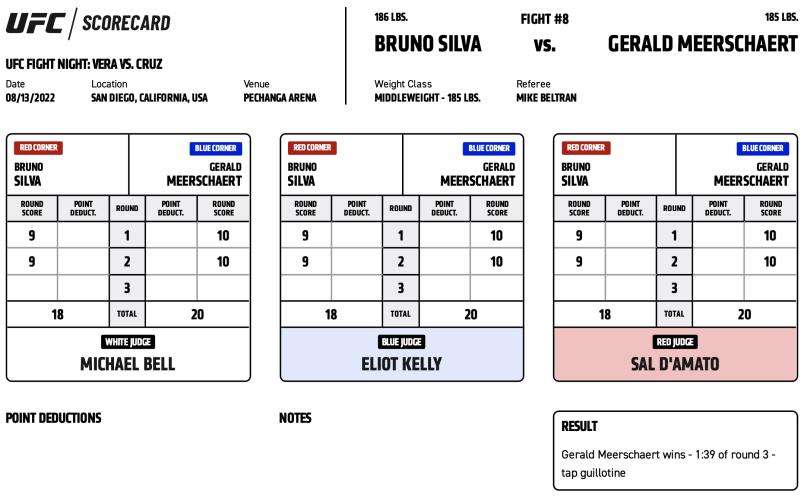 UFC / SCORECARD
UFC FIGHT NIGHT: VERA VS. CRUZ
Date Location Venue
08/13/2022 SAN DIEGO, CALIFORNIA, USA PECHANGA ARENA
186 LBS. FIGHT #8 185 LBS.
BRUNO SILVA VS. GERALD MEERSCHAERT
Weight Class Referee
MIDDLEWEIGHT - 185 LBS. MIKE BELTRAN
RED CORNER BLUE CORNER
BRUNO GERALD
SILVA MEERSCHAERT
ROUND SCORE POINT DEDUCT. ROUND POINT DEDUCT. ROUND SCORE
9 1 10
9 2 10
3
18 TOTAL 20
WHITE JUDGE
MICHAEL BELL
RED CORNER BLUE CORNER
BRUNO GERALD
SILVA MEERSCHAERT
ROUND SCORE POINT DEDUCT. ROUND POINT DEDUCT. ROUND SCORE
9 1 10
9 2 10
3
18 TOTAL 20
BLUE JUDGE
ELIOT KELLY
RED CORNER BLUE CORNER
BRUNO GERALD
SILVA MEERSCHAERT
ROUND SCORE POINT DEDUCT. ROUND POINT DEDUCT. ROUND SCORE
9 1 10
9 2 10
3
18 TOTAL 20
RED JUDGE
SAL D'AMATO
POINT DEDUCTIONS
NOTES
RESULT
Gerald Meerschaert wins - 1:39 of round 3 -
tap guillotine